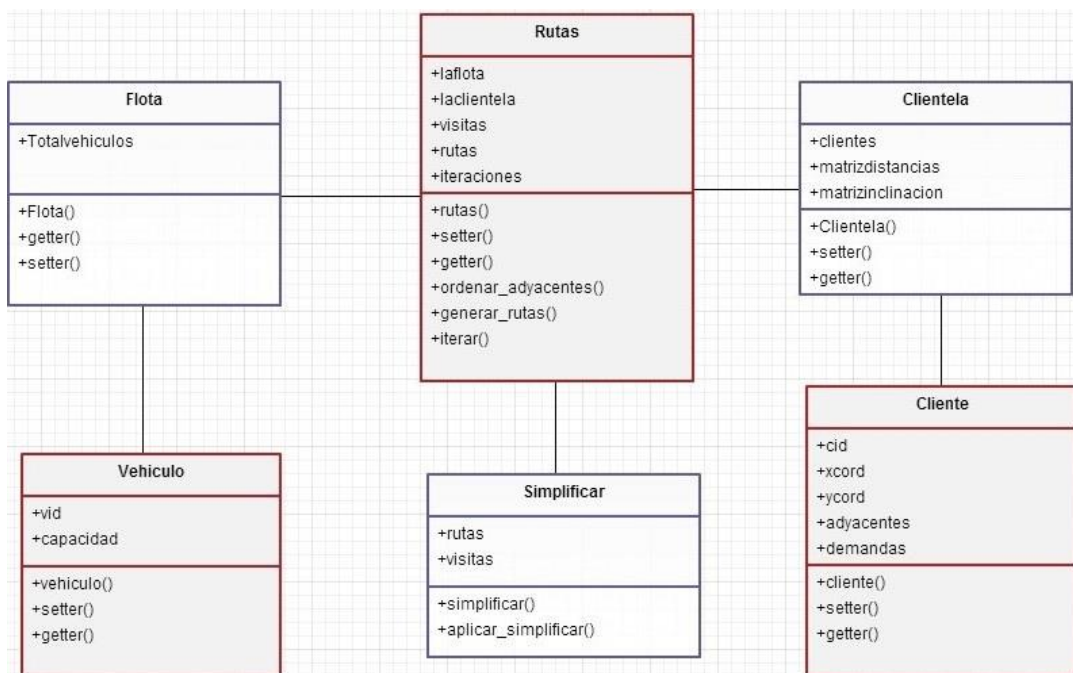 Rutas
+laflota
+laclientela
+visitas
+rutas
+iteraciones
+rutas()
+setter()
+getter()
+ordenar_adyacentes()
+generar_rutas()
+iterar()
Flota
+Totalvehiculos
+Flota()
+getter()
+setter()
Clientela
+clientes
+matrizdistancias
+matrizinclinacion
+Clientela()
+setter()
+getter()
Vehiculo
+vid
+capacidad
+vehiculo()
+setter()
+getter()
Simplificar
+rutas
+visitas
+simplificar()
+aplicar_simplificar()
Cliente
+cid
+xcord
+ycord
+adyacentes
+demandas
+cliente()
+setter()
+getter()